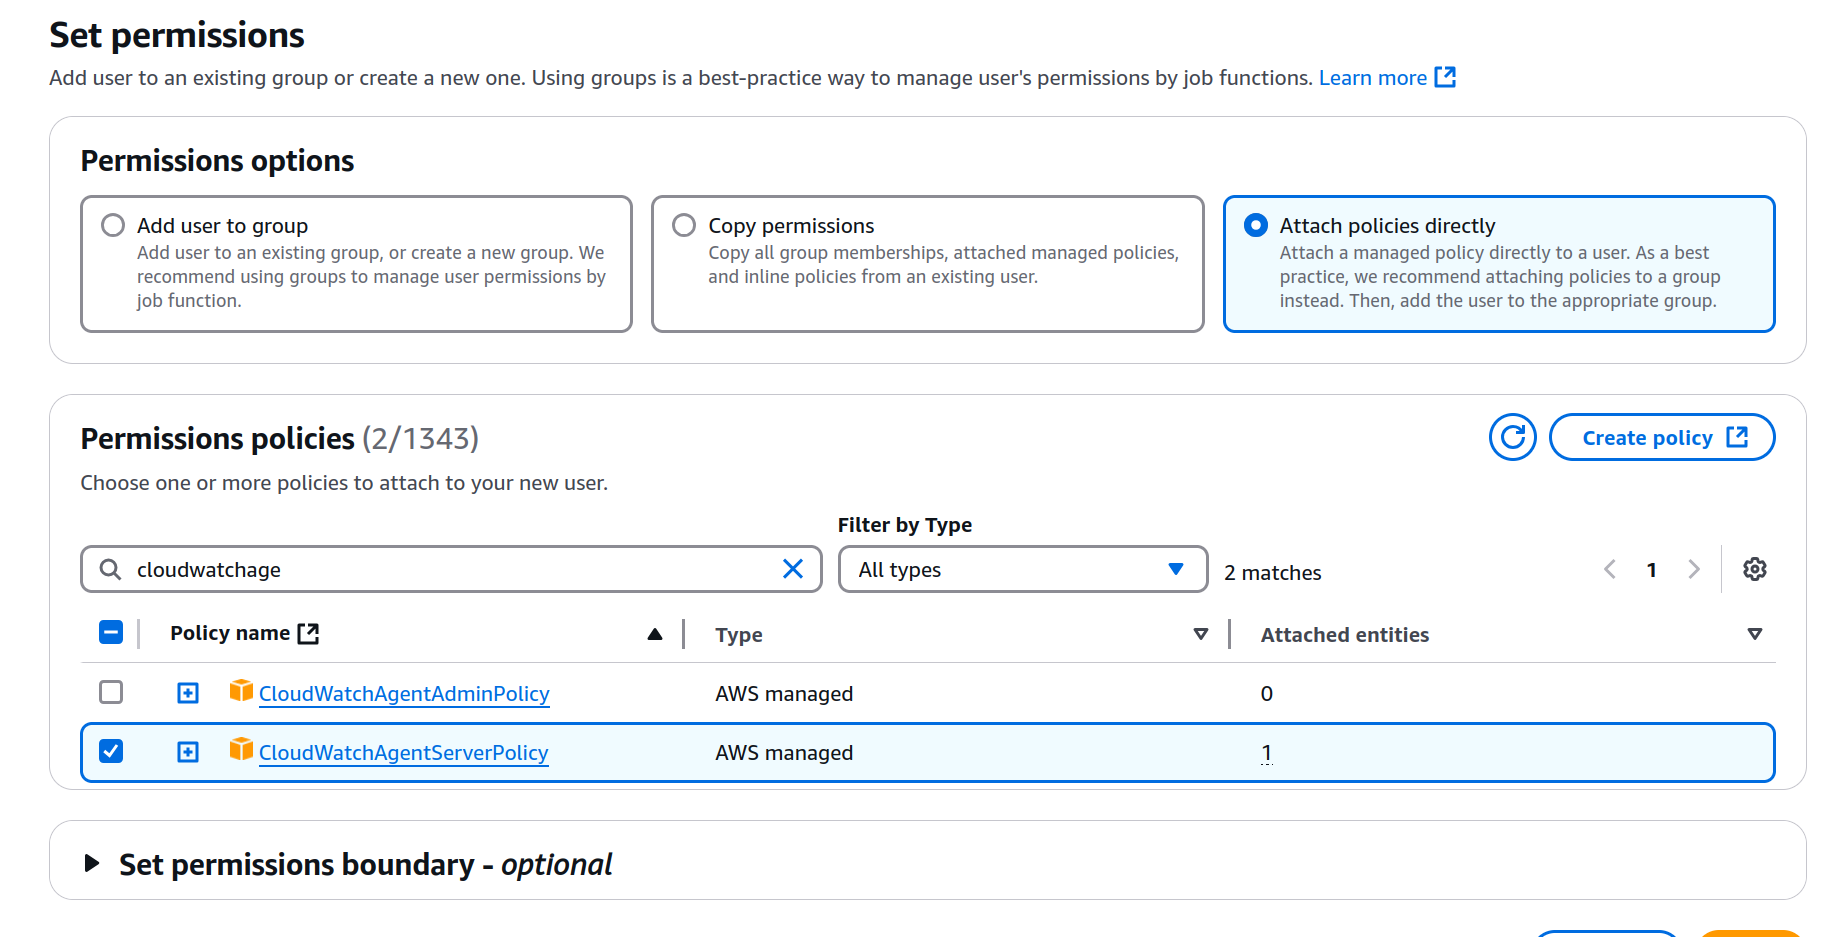 Set permissions
Add user to an existing group or create a new one. Using groups is a best-practice way to manage user's permissions by job functions. Learn more
Permissions options
Add user to group
Add user to an existing group, or create a new group. We
recommend using groups to manage user permissions by
job function.
Copy permissions
Copy all group memberships, attached managed policies,
and inline policies from an existing user.
Attach policies directly
Attach a managed policy directly to a user. As a best
practice, we recommend attaching policies to a group
instead. Then, add the user to the appropriate group.
Permissions policies (2/1343)
Create policy
Choose one or more policies to attach to your new user.
Filter by Type
cloudwatchage
All types
2 matches
1
Policy name
Type
Attached entities
CloudWatchAgentAdminPolicy
AWS managed
0
CloudWatchAgentServerPolicy
AWS managed
1
Set permissions boundary - optional